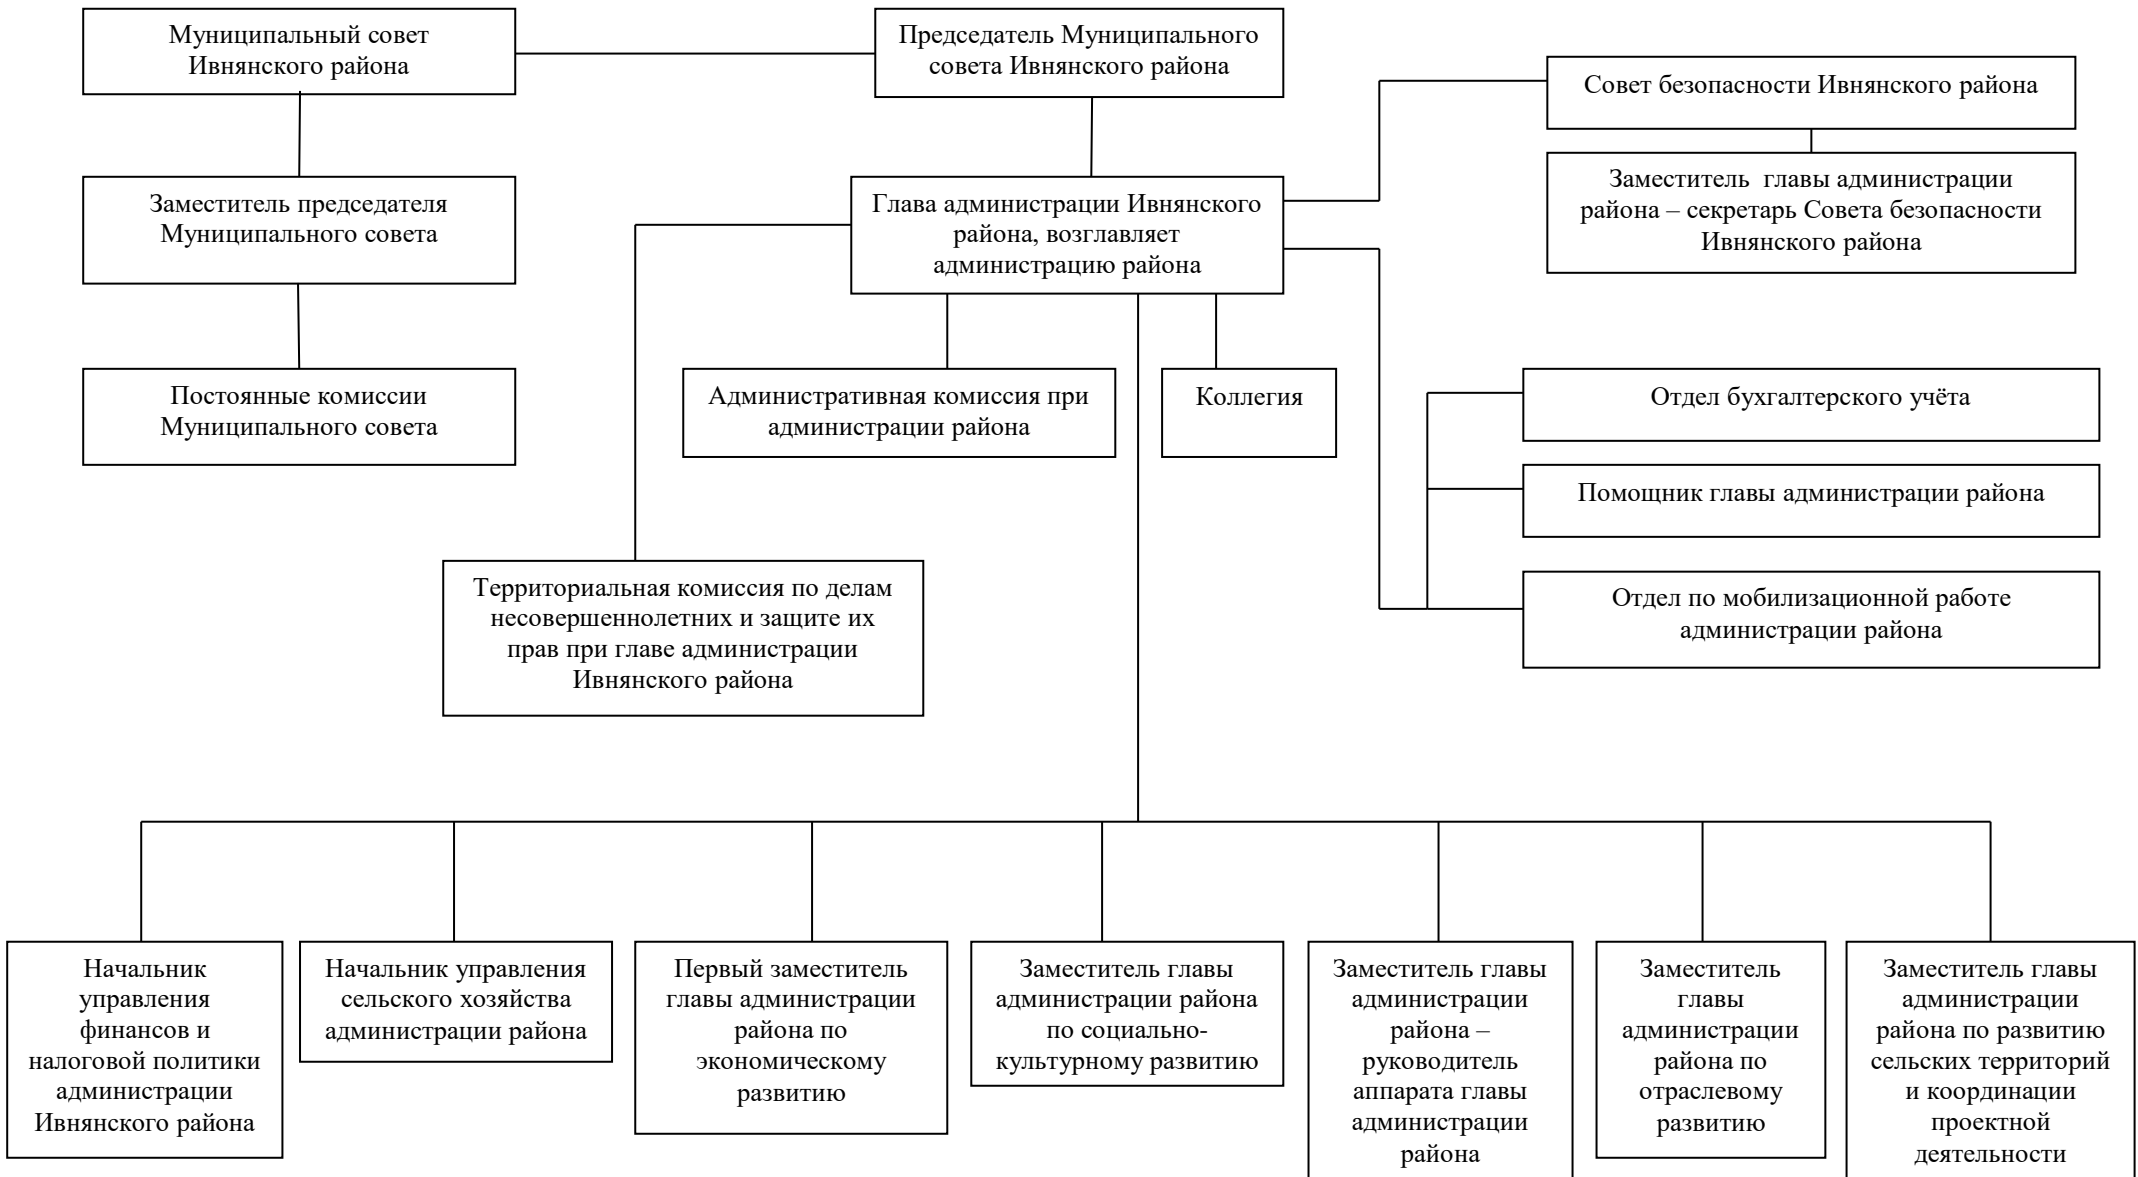 Муниципальный совет
Ивнянского района
Председатель Муниципального
совета Ивнянского района
Совет безопасности Ивнянского района
Заместитель председателя
Муниципального совета
Глава администрации Ивнянского
района, возглавляет
администрацию района
Заместитель главы администрации
района – секретарь Совета безопасности
Ивнянского района
Постоянные комиссии
Муниципального совета
Административная комиссия при
администрации района
Коллегия
Отдел бухгалтерского учёта
Помощник главы администрации района
Территориальная комиссия по делам
несовершеннолетних и защите их
прав при главе администрации
Ивнянского района
Отдел по мобилизационной работе
администрации района
Начальник
управления
финансов и
налоговой политики
администрации
Ивнянского района
Начальник управления
сельского хозяйства
администрации района
Первый заместитель
главы администрации
района по
экономическому
развитию
Заместитель главы
администрации района
по социально-
культурному развитию
Заместитель главы
администрации
района –
руководитель
аппарата главы
администрации
района
Заместитель
главы
администрации
района по
отраслевому
развитию
Заместитель главы
администрации
района по развитию
сельских территорий
и координации
проектной
деятельности